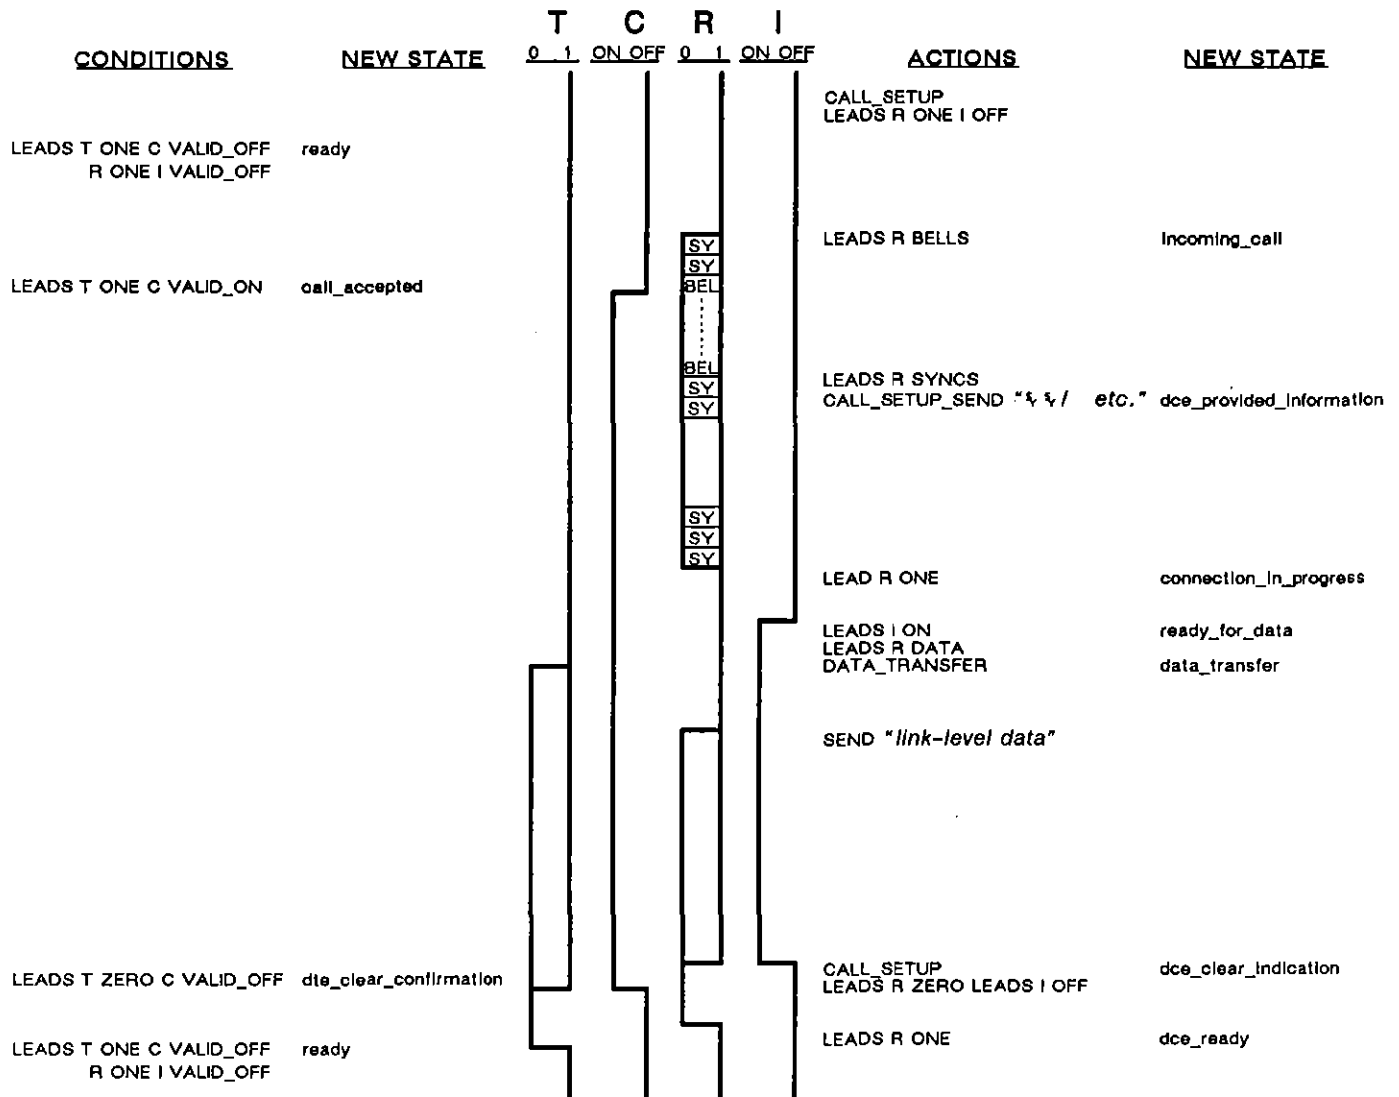 T C R I
CONDITIONS NEW STATE 0 1 ON OFF 0 1 ON OFF ACTIONS NEW STATE
CALL_SETUP
LEADS R ONE I OFF
LEADS T ONE C VALID_OFF ready
R ONE I VALID_OFF
LEADS R BELLS incoming_call
SY
SY
LEADS T ONE C VALID_ON call_accepted
BEL
BEL
LEADS R SYNCS
SY
CALL_SETUP_SEND "SY SY / etc." dce_provided_information
SY
SY
SY
SY
LEAD R ONE connection_in_progress
LEADS I ON ready_for_data
LEADS R DATA
DATA_TRANSFER data_transfer
SEND "link-level data"
LEADS T ZERO C VALID_OFF dte_clear_confirmation
CALL_SETUP dce_clear_indication
LEADS R ZERO LEADS I OFF
LEADS R ONE dce_ready
LEADS T ONE C VALID_OFF ready
R ONE I VALID_OFF